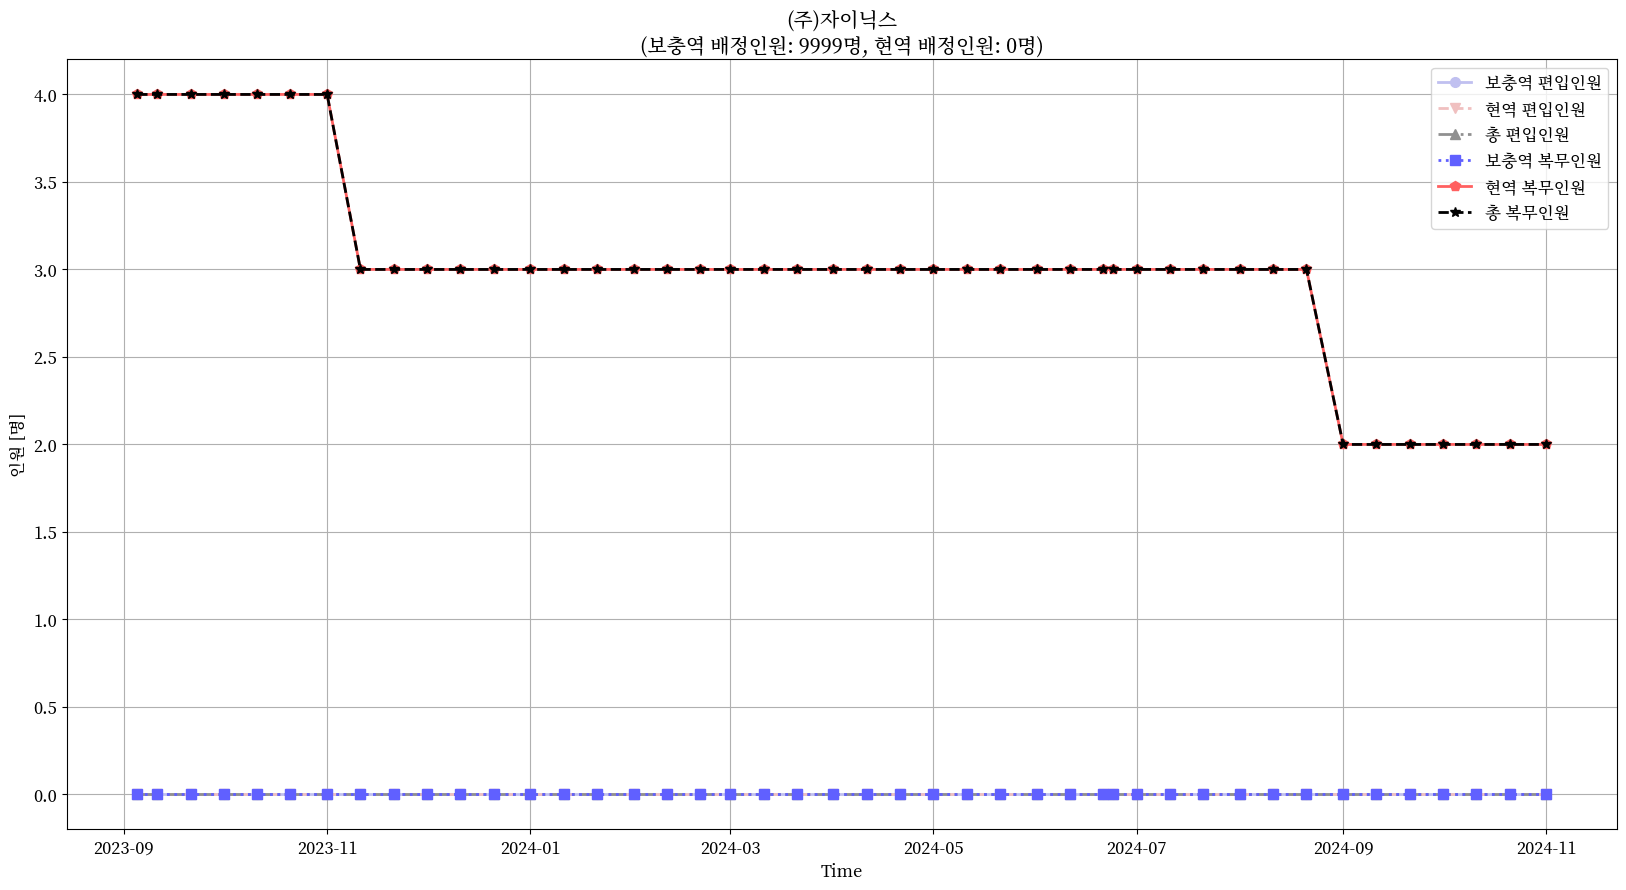 (주)자이닉스
(보충역 배정인원: 9999명, 현역 배정인원: 0명)
보충역 편입인원
현역 편입인원
총 편입인원
보충역 복무인원
현역 복무인원
총 복무인원
인원 [명]
4.0
3.5
3.0
2.5
2.0
1.5
1.0
0.5
0.0
2023-09 2023-11 2024-01 2024-03 2024-05 2024-07 2024-09 2024-11
Time